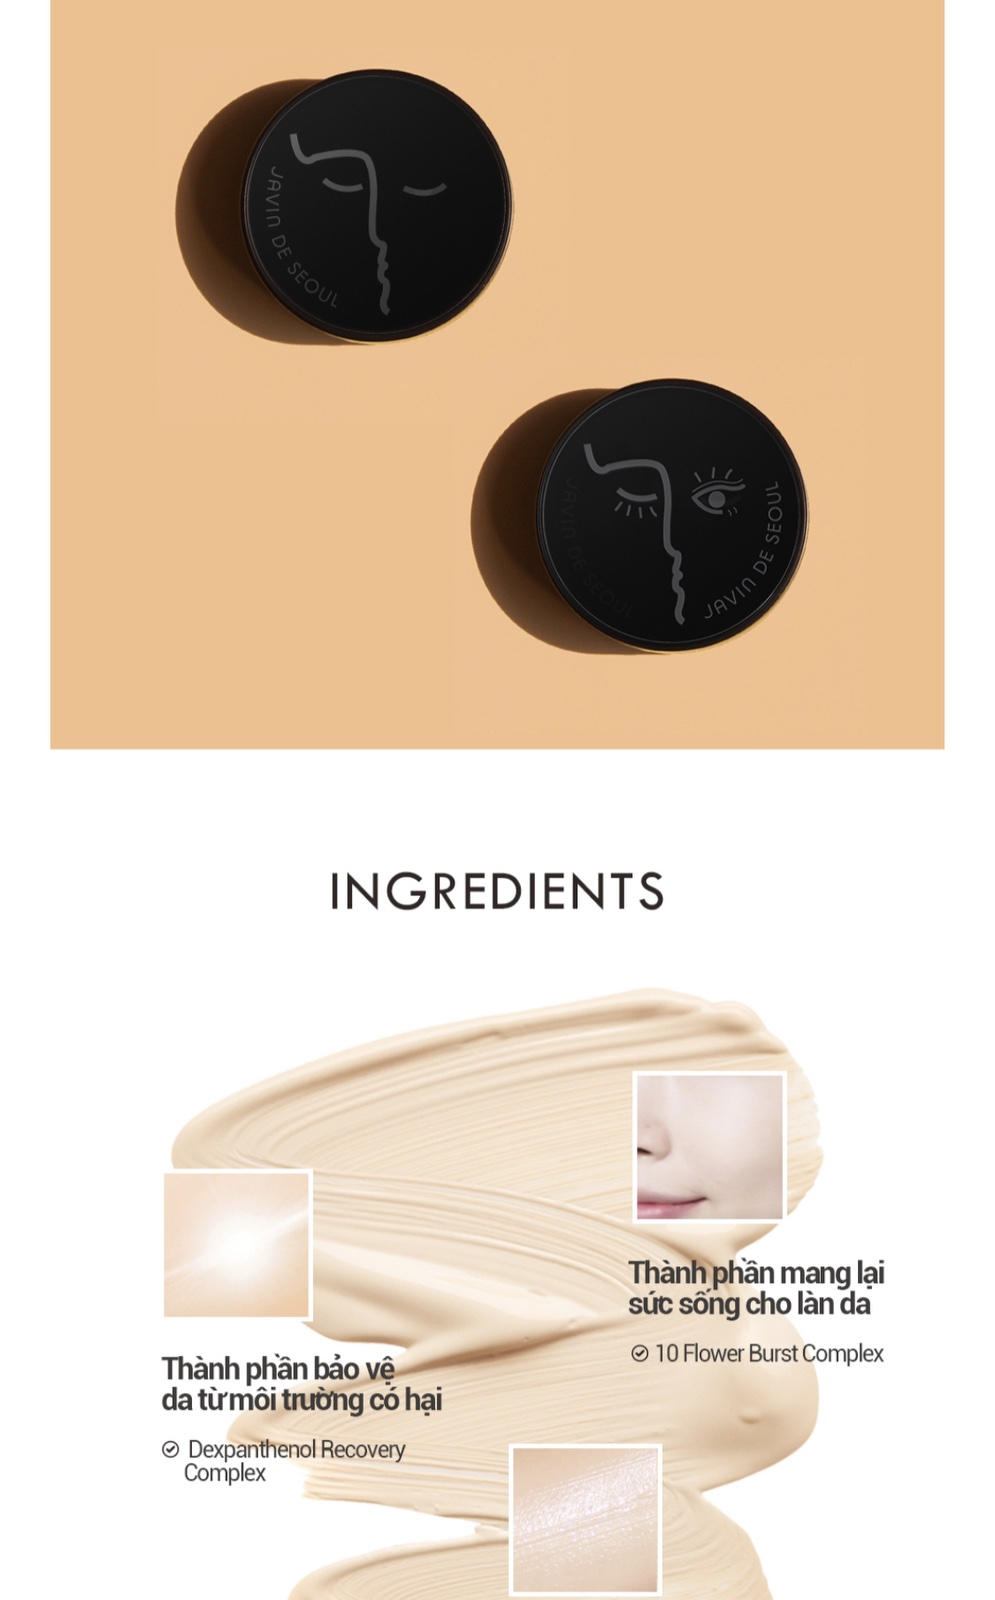 JAVIN DE SEOUL
JAVIN DE SEOUL
JAVIN DE SEOUL
INGREDIENTS
Thành phần mang lại
sức sống cho làn da
10 Flower Burst Complex
Thành phần bảo vệ
da từ môi trường có hại
Dexpanthenol Recovery
Complex